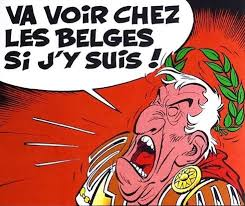 VA VOIR CHEZ
LES BELGES
SI J'Y SUIS !